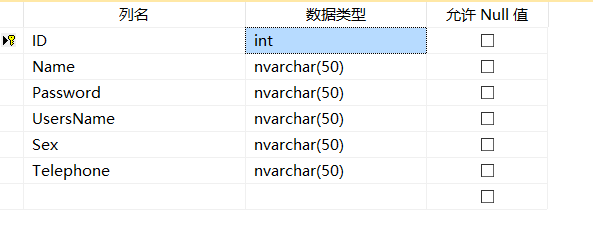 列名 数据类型 允许 Null 值
ID int
Name nvarchar(50)
Password nvarchar(50)
UsersName nvarchar(50)
Sex nvarchar(50)
Telephone nvarchar(50)